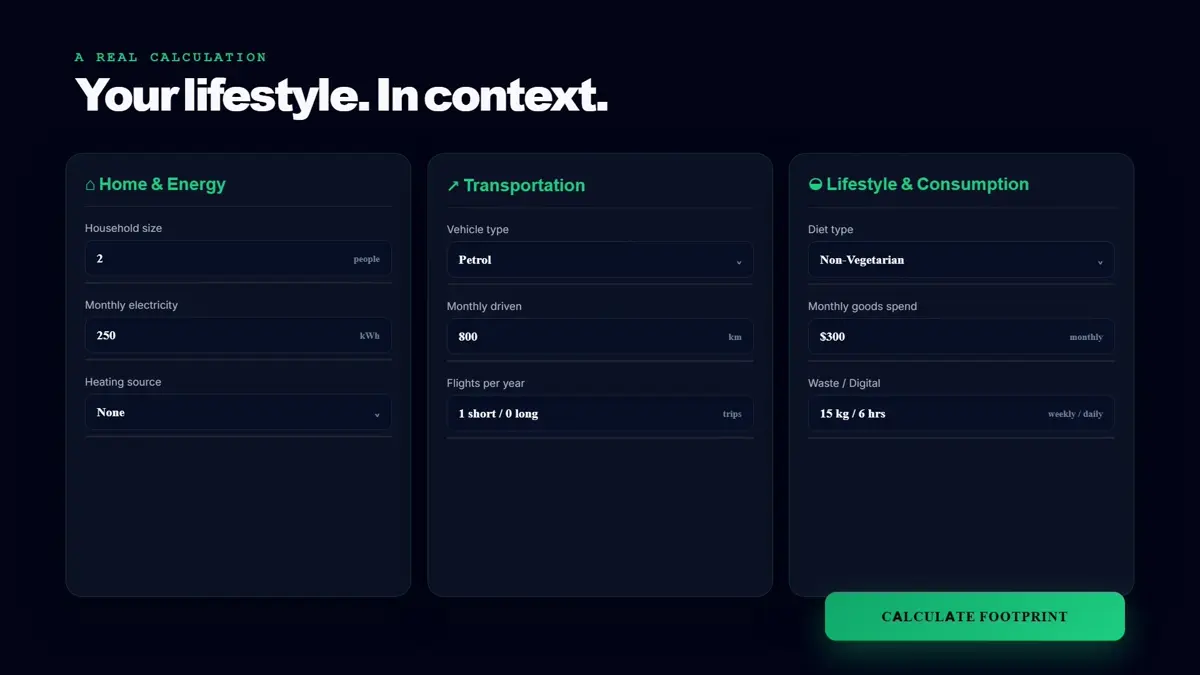 A REAL CALCULATION
Your lifestyle. In context.
Home & Energy
Household size
2 people
Monthly electricity
250 kWh
Heating source
None
Transportation
Vehicle type
Petrol
Monthly driven
800 km
Flights per year
1 short / 0 long trips
Lifestyle & Consumption
Diet type
Non-Vegetarian
Monthly goods spend
$300 monthly
Waste / Digital
15 kg / 6 hrs weekly / daily
CALCULATE FOOTPRINT